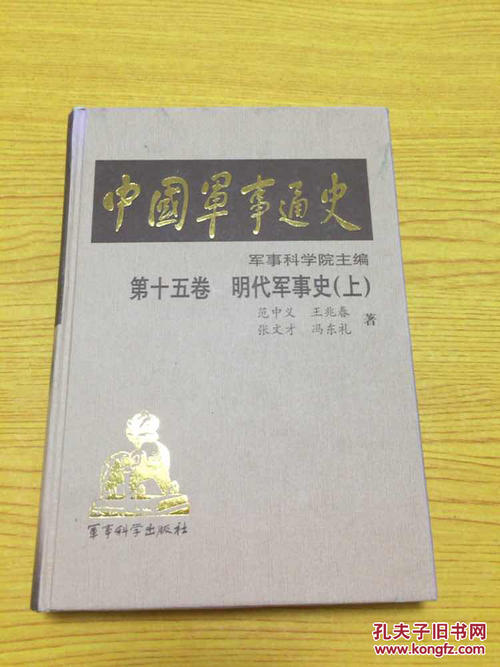 中國軍事通史
军事科学院主编
第十五卷 明代军事史(上)
范中义 王兆春
张文才 冯东礼 著
军事科学出版社
孔夫子旧书网
www.kongfz.com